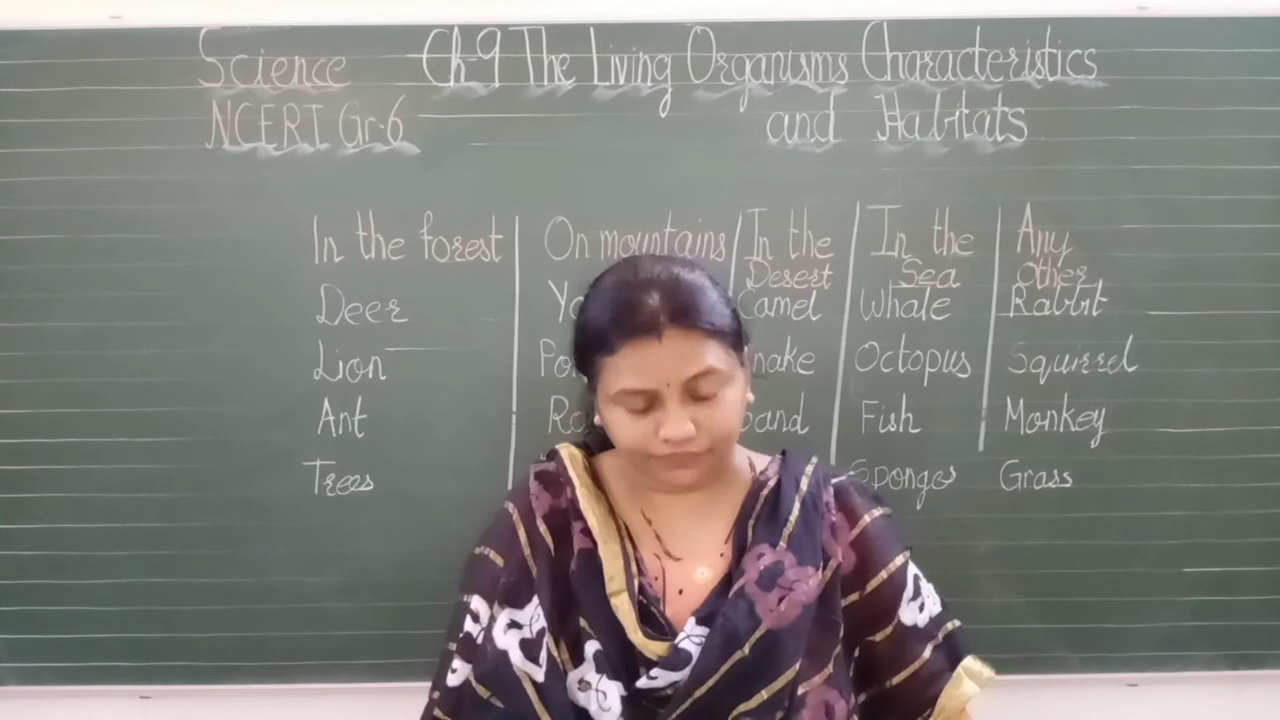 Science Ch-9 The Living Organisms Characteristics
NCERT Gr-6 and Habitats
In the forest On mountains In the Desert In the Sea Any Other
Deer Camel Whale Rabbit
Lion Octopus Squirrel
Ant Fish Monkey
Trees Sponges Grass